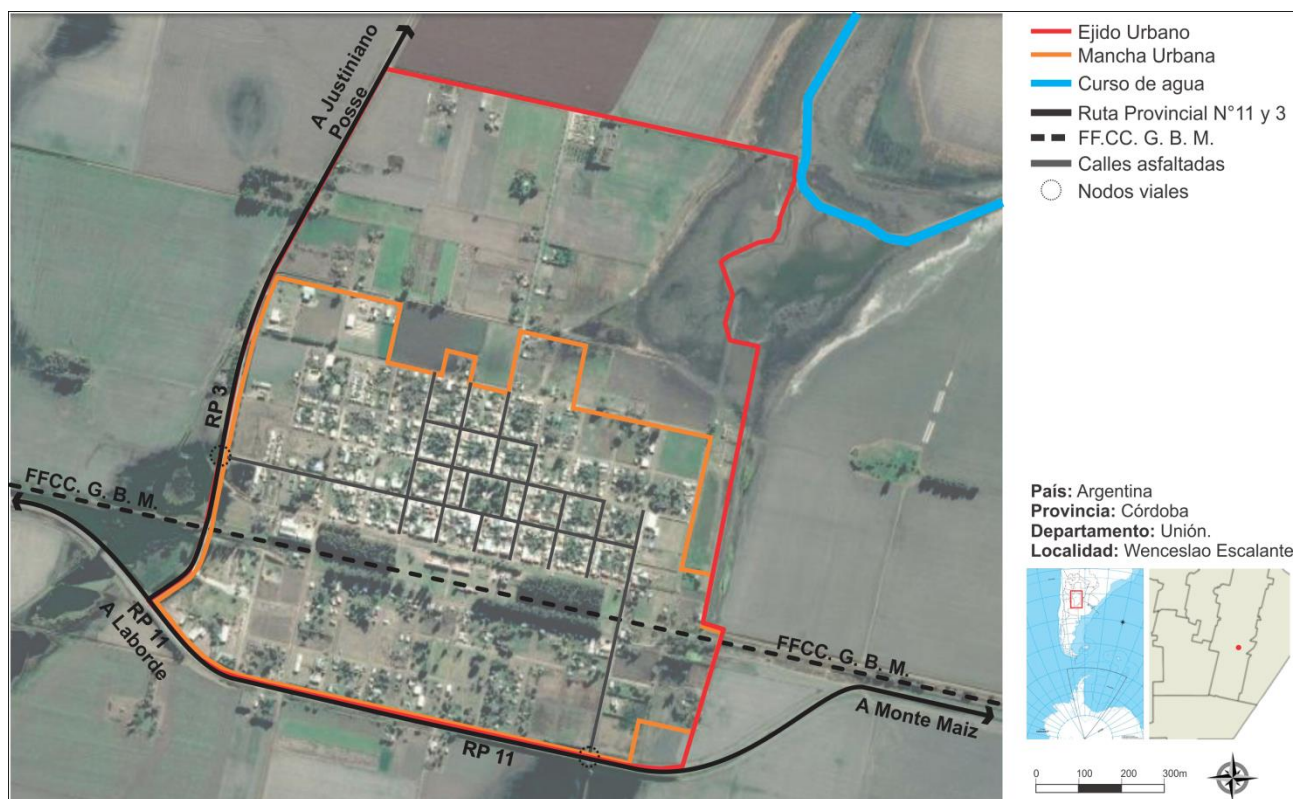 A Justiniano
Posse
RP 3
FFCC. G. B. M.
RP 11
A Laborde
RP 11
FFCC. G. B. M.
A Monte Maiz
Ejido Urbano
Mancha Urbana
Curso de agua
Ruta Provincial N°11 y 3
FF.CC. G. B. M.
Calles asfaltadas
Nodos viales
País: Argentina
Provincia: Córdoba
Departamento: Unión.
Localidad: Wenceslao Escalante
0 100 200 300m